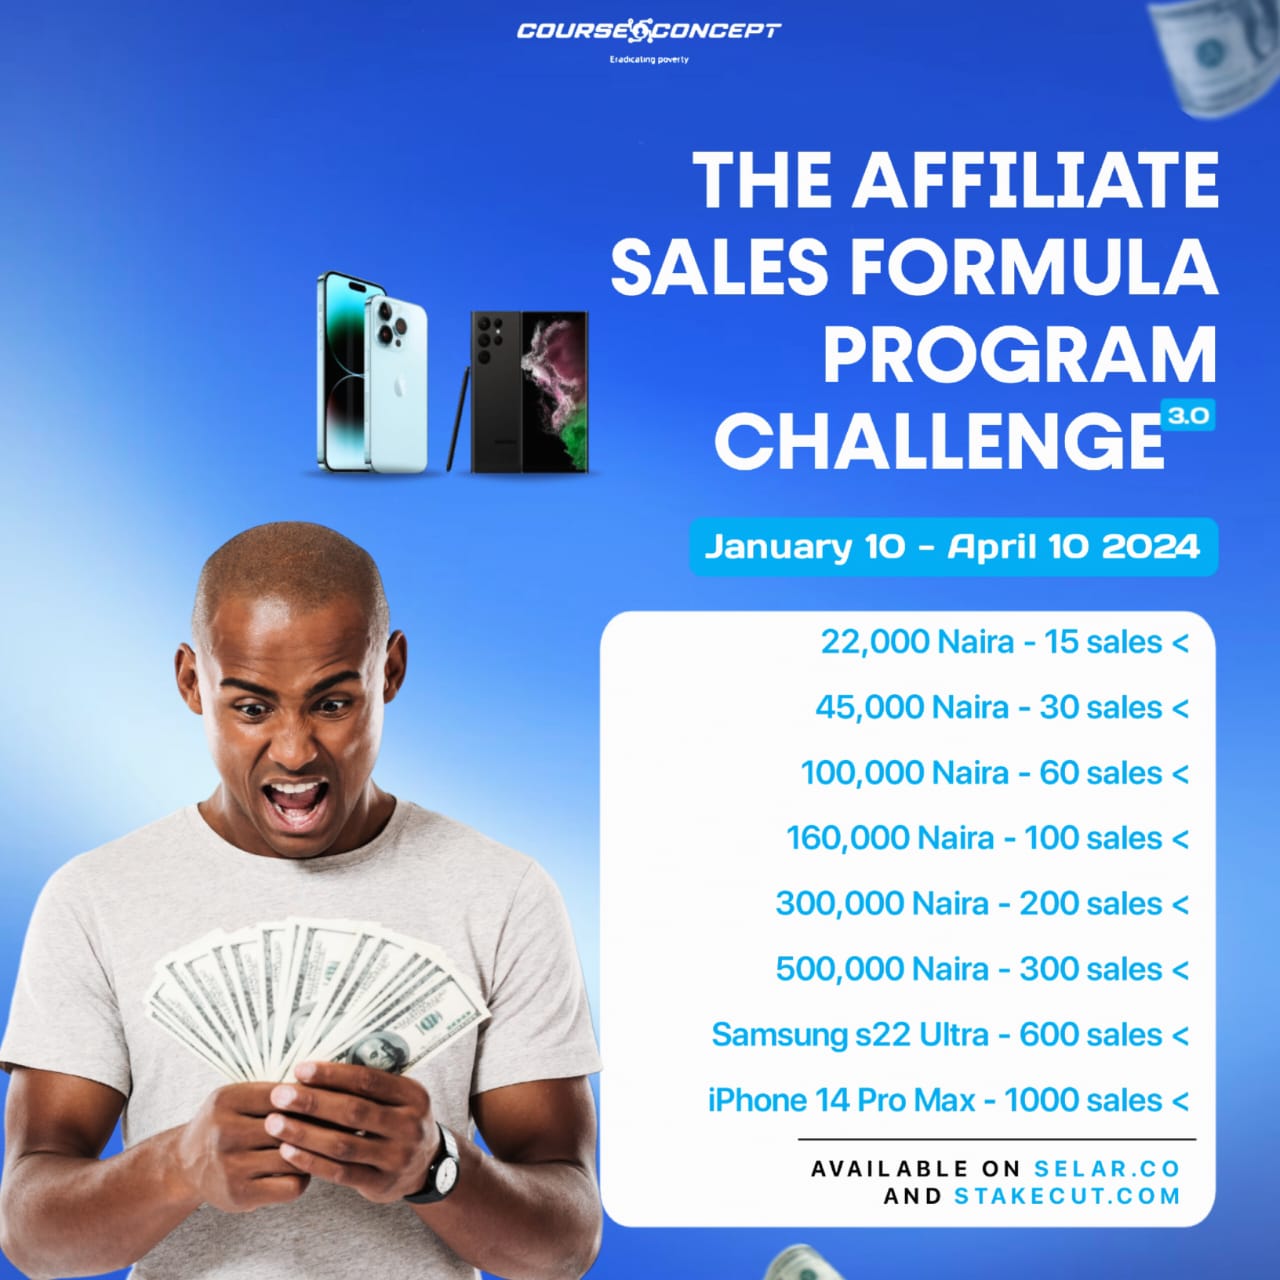 COURSE CONCEPT
Eradicating poverty
THE AFFILIATE
SALES FORMULA
PROGRAM
CHALLENGE 3.0
January 10 - April 10 2024
22,000 Naira - 15 sales <
45,000 Naira - 30 sales <
100,000 Naira - 60 sales <
160,000 Naira - 100 sales <
300,000 Naira - 200 sales <
500,000 Naira - 300 sales <
Samsung s22 Ultra - 600 sales <
iPhone 14 Pro Max - 1000 sales <
AVAILABLE ON SELAR.CO
AND STAKECUT.COM